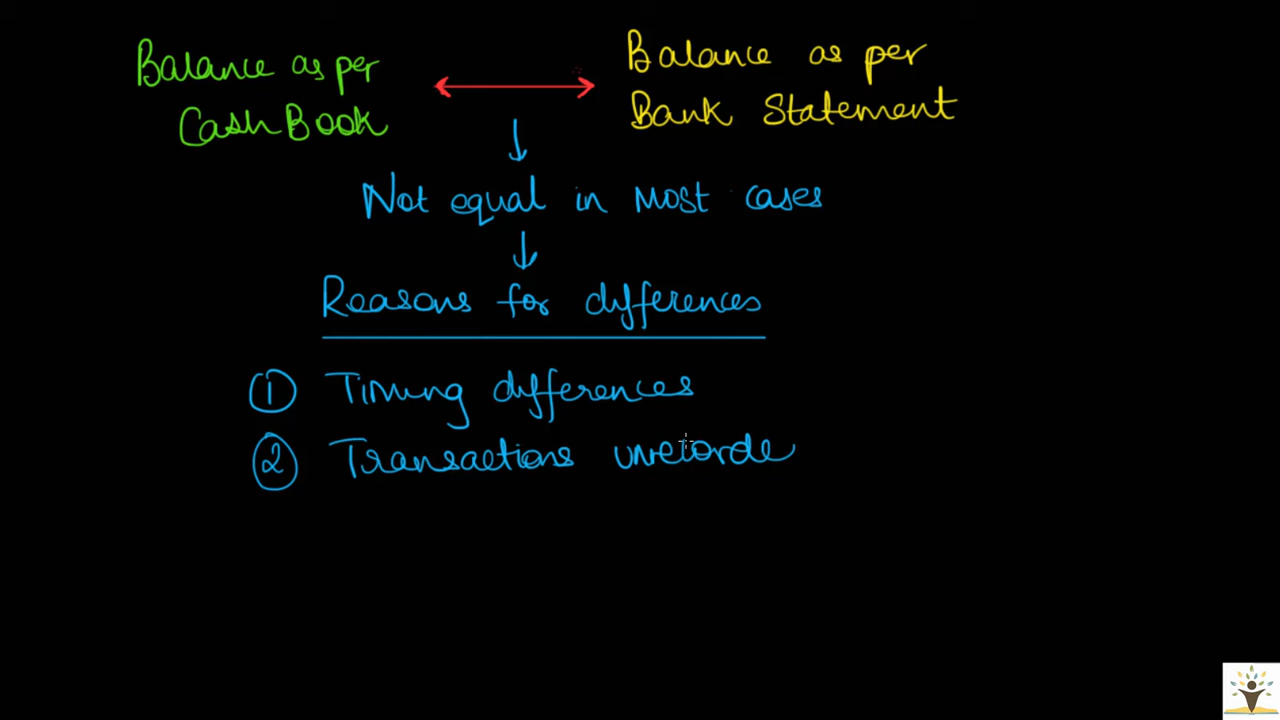 Balance as per
Cash Book
Balance as per
Bank Statement
Not equal in most cases
Reasons for differences
① Timing differences
② Transactions unrecorde